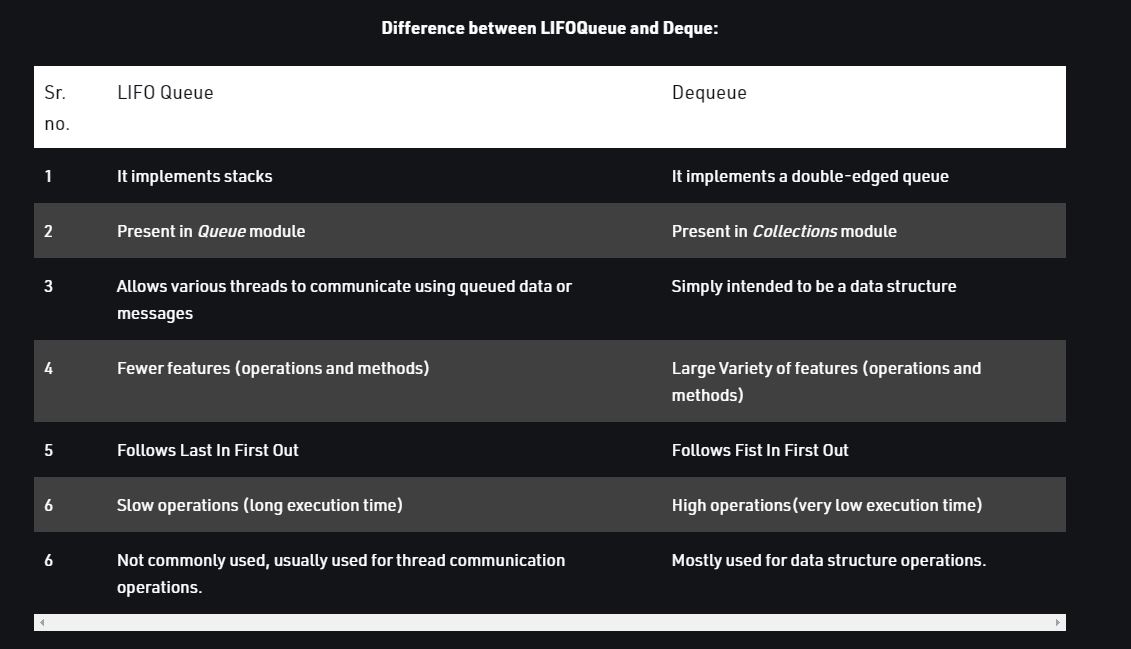 Difference between LIFOQueue and Deque:
Sr. no. LIFO Queue Dequeue
1 It implements stacks It implements a double-edged queue
2 Present in Queue module Present in Collections module
3 Allows various threads to communicate using queued data or messages Simply intended to be a data structure
4 Fewer features (operations and methods) Large Variety of features (operations and methods)
5 Follows Last In First Out Follows Fist In First Out
6 Slow operations (long execution time) High operations(very low execution time)
6 Not commonly used, usually used for thread communication operations. Mostly used for data structure operations.